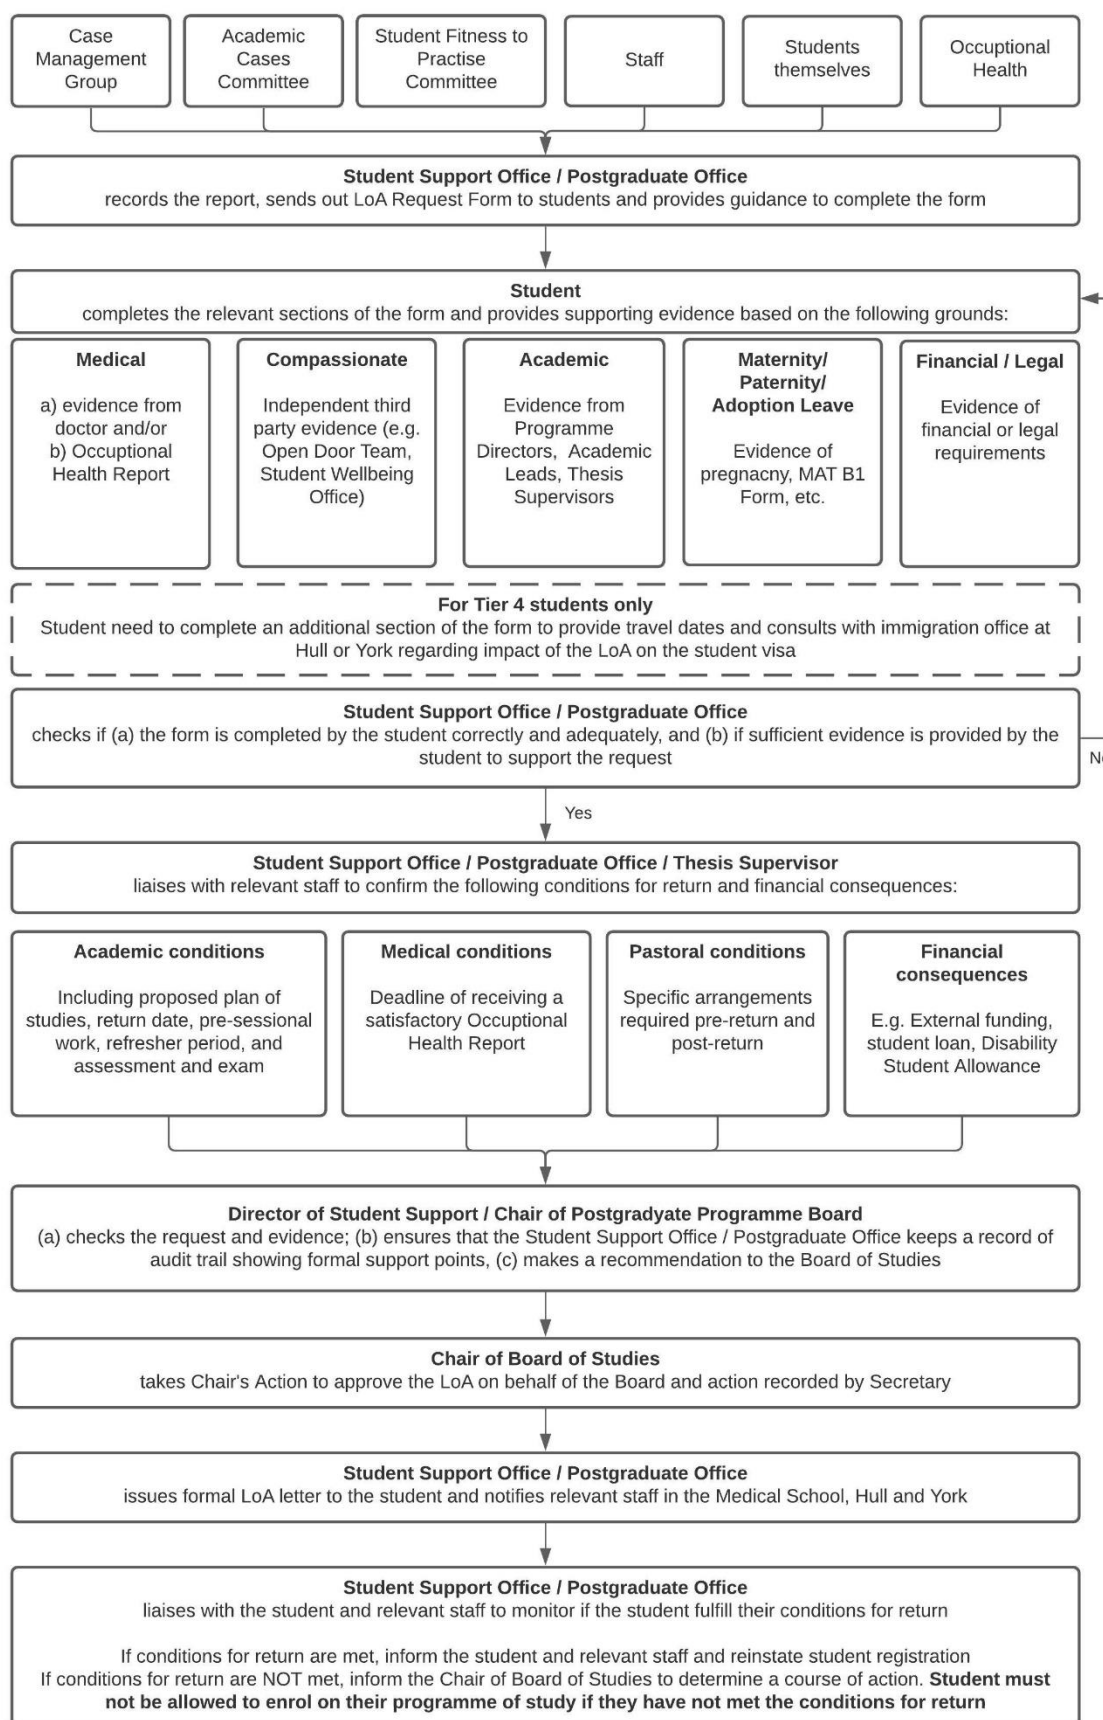 Case
Management
Group
Academic
Cases
Committee
Student Fitness to
Practise
Committee
Staff
Students
themselves
Occuptional
Health
Student Support Office / Postgraduate Office
records the report, sends out LoA Request Form to students and provides guidance to complete the form
Student
completes the relevant sections of the form and provides supporting evidence based on the following grounds:
Medical
a) evidence from
doctor and/or
b) Occuptional
Health Report
Compassionate
Independent third
party evidence (e.g.
Open Door Team,
Student Wellbeing
Office)
Academic
Evidence from
Programme
Directors, Academic
Leads, Thesis
Supervisors
Maternity/
Paternity/
Adoption Leave
Evidence of
pregnacny, MAT B1
Form, etc.
Financial / Legal
Evidence of
financial or legal
requirements
For Tier 4 students only
Student need to complete an additional section of the form to provide travel dates and consults with immigration office at
Hull or York regarding impact of the LoA on the student visa
Student Support Office / Postgraduate Office
checks if (a) the form is completed by the student correctly and adequately, and (b) if sufficient evidence is provided by the
student to support the request
Yes
Student Support Office / Postgraduate Office / Thesis Supervisor
liaises with relevant staff to confirm the following conditions for return and financial consequences:
Academic conditions
Including proposed plan of
studies, return date, pre-sessional
work, refresher period, and
assessment and exam
Medical conditions
Deadline of receiving a
satisfactory Occuptional
Health Report
Pastoral conditions
Specific arrangements
required pre-return and
post-return
Financial
consequences
E.g. External funding,
student loan, Disability
Student Allowance
Director of Student Support / Chair of Postgradyate Programme Board
(a) checks the request and evidence; (b) ensures that the Student Support Office / Postgraduate Office keeps a record of
audit trail showing formal support points, (c) makes a recommendation to the Board of Studies
Chair of Board of Studies
takes Chair's Action to approve the LoA on behalf of the Board and action recorded by Secretary
Student Support Office / Postgraduate Office
issues formal LoA letter to the student and notifies relevant staff in the Medical School, Hull and York
Student Support Office / Postgraduate Office
liaises with the student and relevant staff to monitor if the student fulfill their conditions for return
If conditions for return are met, inform the student and relevant staff and reinstate student registration
If conditions for return are NOT met, inform the Chair of Board of Studies to determine a course of action. Student must
not be allowed to enrol on their programme of study if they have not met the conditions for return